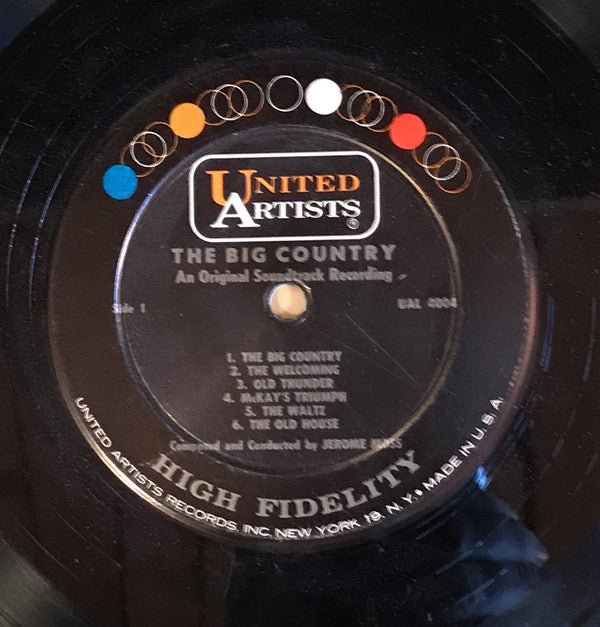 UNITED
ARTISTS
®
THE BIG COUNTRY
An Original Soundtrack Recording
Side 1
UAL 4004
1. THE BIG COUNTRY
2. THE WELCOMING
3. OLD THUNDER
4. McKAY'S TRIUMPH
5. THE WALTZ
6. THE OLD HOUSE
Composed and Conducted by JEROME MOSS
HIGH FIDELITY
UNITED ARTISTS RECORDS, INC. NEW YORK 19, N.Y. • MADE IN U.S.A.